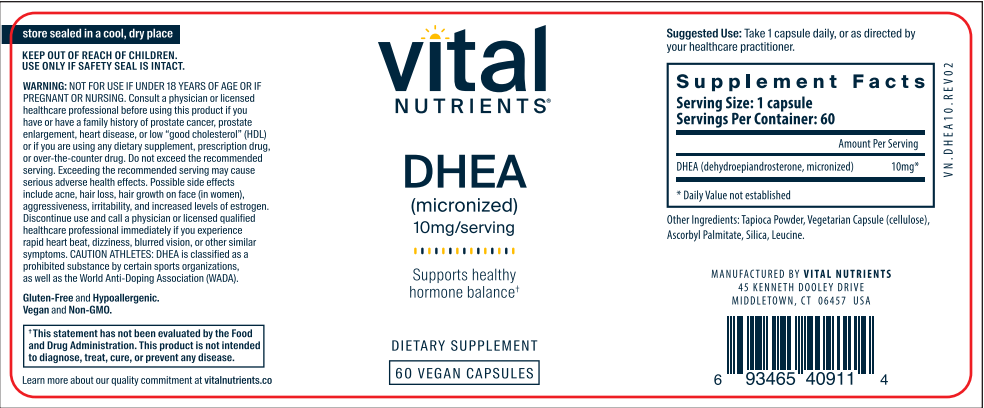 store sealed in a cool, dry place
KEEP OUT OF REACH OF CHILDREN.
USE ONLY IF SAFETY SEAL IS INTACT.
WARNING: NOT FOR USE IF UNDER 18 YEARS OF AGE OR IF
PREGNANT OR NURSING. Consult a physician or licensed
healthcare professional before using this product if you
have or have a family history of prostate cancer, prostate
enlargement, heart disease, or low “good cholesterol” (HDL)
or if you are using any dietary supplement, prescription drug,
or over-the-counter drug. Do not exceed the recommended
serving. Exceeding the recommended serving may cause
serious adverse health effects. Possible side effects
include acne, hair loss, hair growth on face (in women),
aggressiveness, irritability, and increased levels of estrogen.
Discontinue use and call a physician or licensed qualified
healthcare professional immediately if you experience
rapid heart beat, dizziness, blurred vision, or other similar
symptoms. CAUTION ATHLETES: DHEA is classified as a
prohibited substance by certain sports organizations,
as well as the World Anti-Doping Association (WADA).
Gluten-Free and Hypoallergenic.
Vegan and Non-GMO.
†This statement has not been evaluated by the Food
and Drug Administration. This product is not intended
to diagnose, treat, cure, or prevent any disease.
Learn more about our quality commitment at vitalnutrients.co
vital
NUTRIENTS®
DHEA
(micronized)
10mg/serving
Supports healthy
hormone balance†
DIETARY SUPPLEMENT
60 VEGAN CAPSULES
Suggested Use: Take 1 capsule daily, or as directed by
your healthcare practitioner.
Supplement Facts
Serving Size: 1 capsule
Servings Per Container: 60
Amount Per Serving
DHEA (dehydroepiandrosterone, micronized) 10mg*
* Daily Value not established
Other Ingredients: Tapioca Powder, Vegetarian Capsule (cellulose),
Ascorbyl Palmitate, Silica, Leucine.
MANUFACTURED BY VITAL NUTRIENTS
45 KENNETH DOOLEY DRIVE
MIDDLETOWN, CT 06457 USA
6 93465 40911 4
VN.DHEA10.REV02